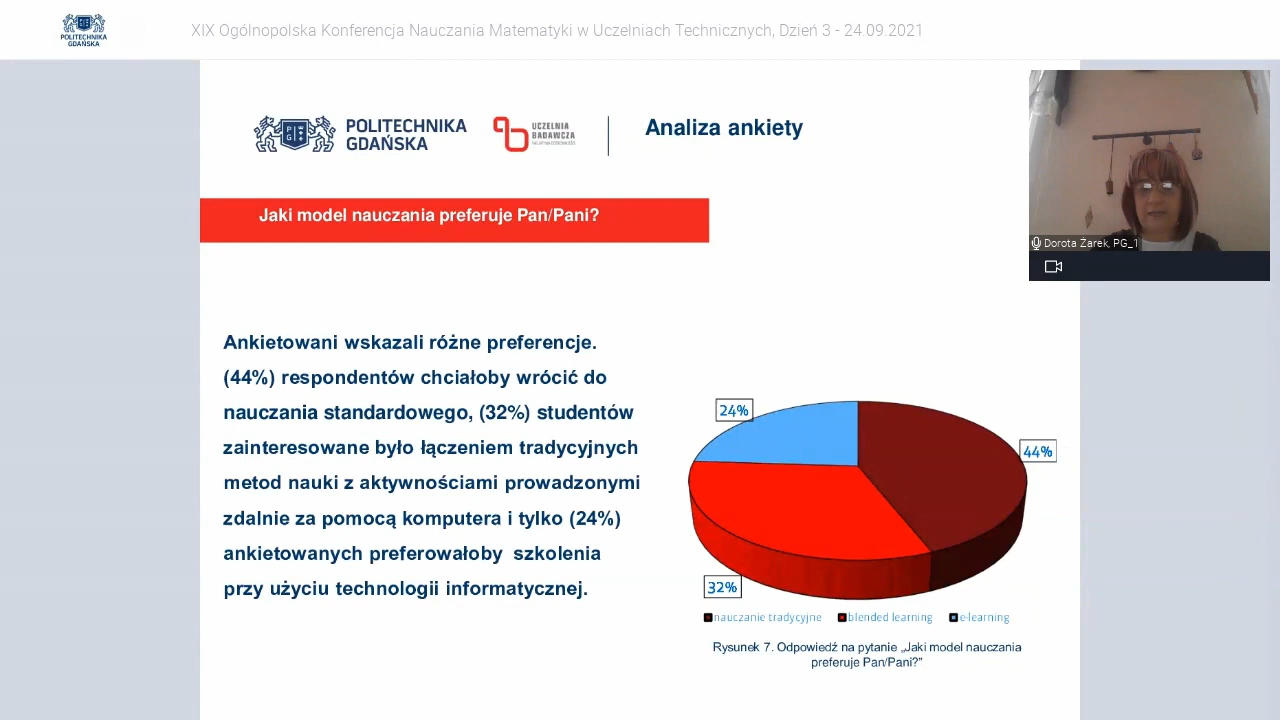 POLITECHNIKA
GDAŃSKA
XIX Ogólnopolska Konferencja Nauczania Matematyki w Uczelniach Technicznych, Dzień 3 - 24.09.2021
POLITECHNIKA
GDAŃSKA
UCZELNIA
BADAWCZA
Analiza ankiety
Jaki model nauczania preferuje Pan/Pani?
Dorota Żarek, PG_1
Ankietowani wskazali różne preferencje.
(44%) respondentów chciałoby wrócić do
nauczania standardowego, (32%) studentów
zainteresowane było łączeniem tradycyjnych
metod nauki z aktywnościami prowadzonymi
zdalnie za pomocą komputera i tylko (24%)
ankietowanych preferowałoby szkolenia
przy użyciu technologii informatycznej.
24%
44%
32%
nauczanie tradycyjne blended learning e-learning
Rysunek 7. Odpowiedź na pytanie „Jaki model nauczania
preferuje Pan/Pani?”